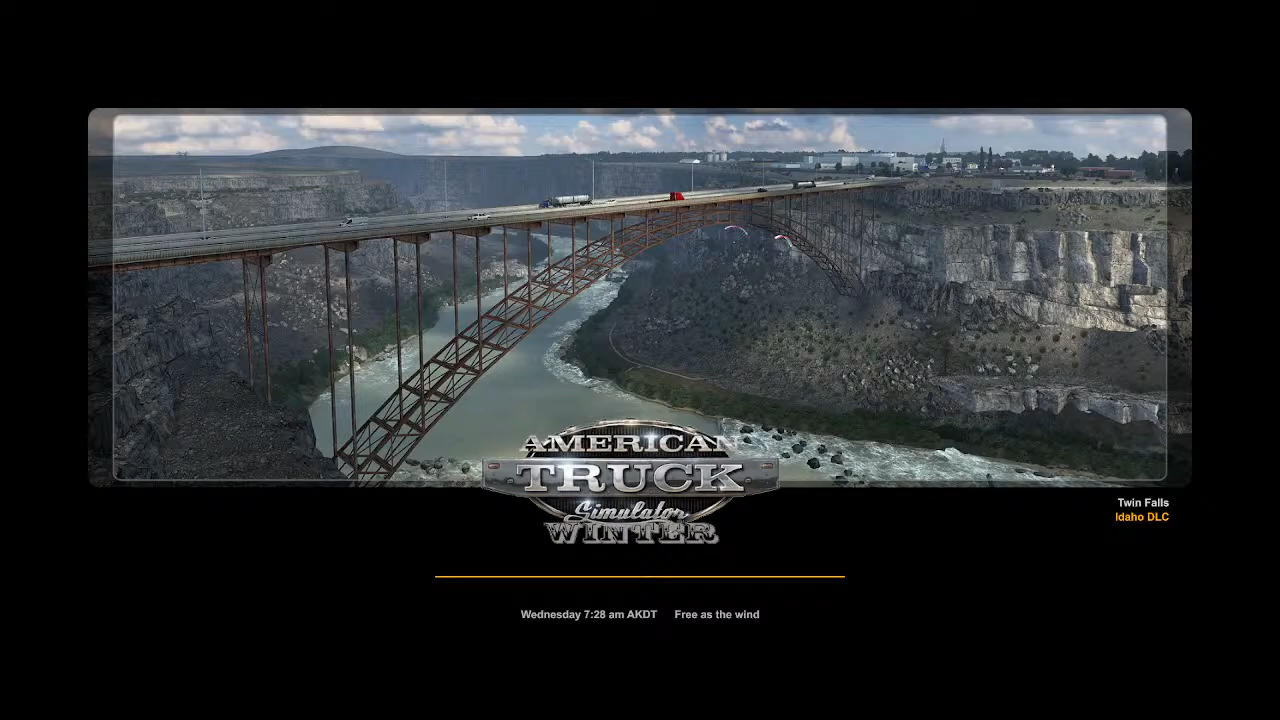 AMERICAN
TRUCK
Simulator
WINTER
Twin Falls
Idaho DLC
Wednesday 7:28 am AKDT Free as the wind